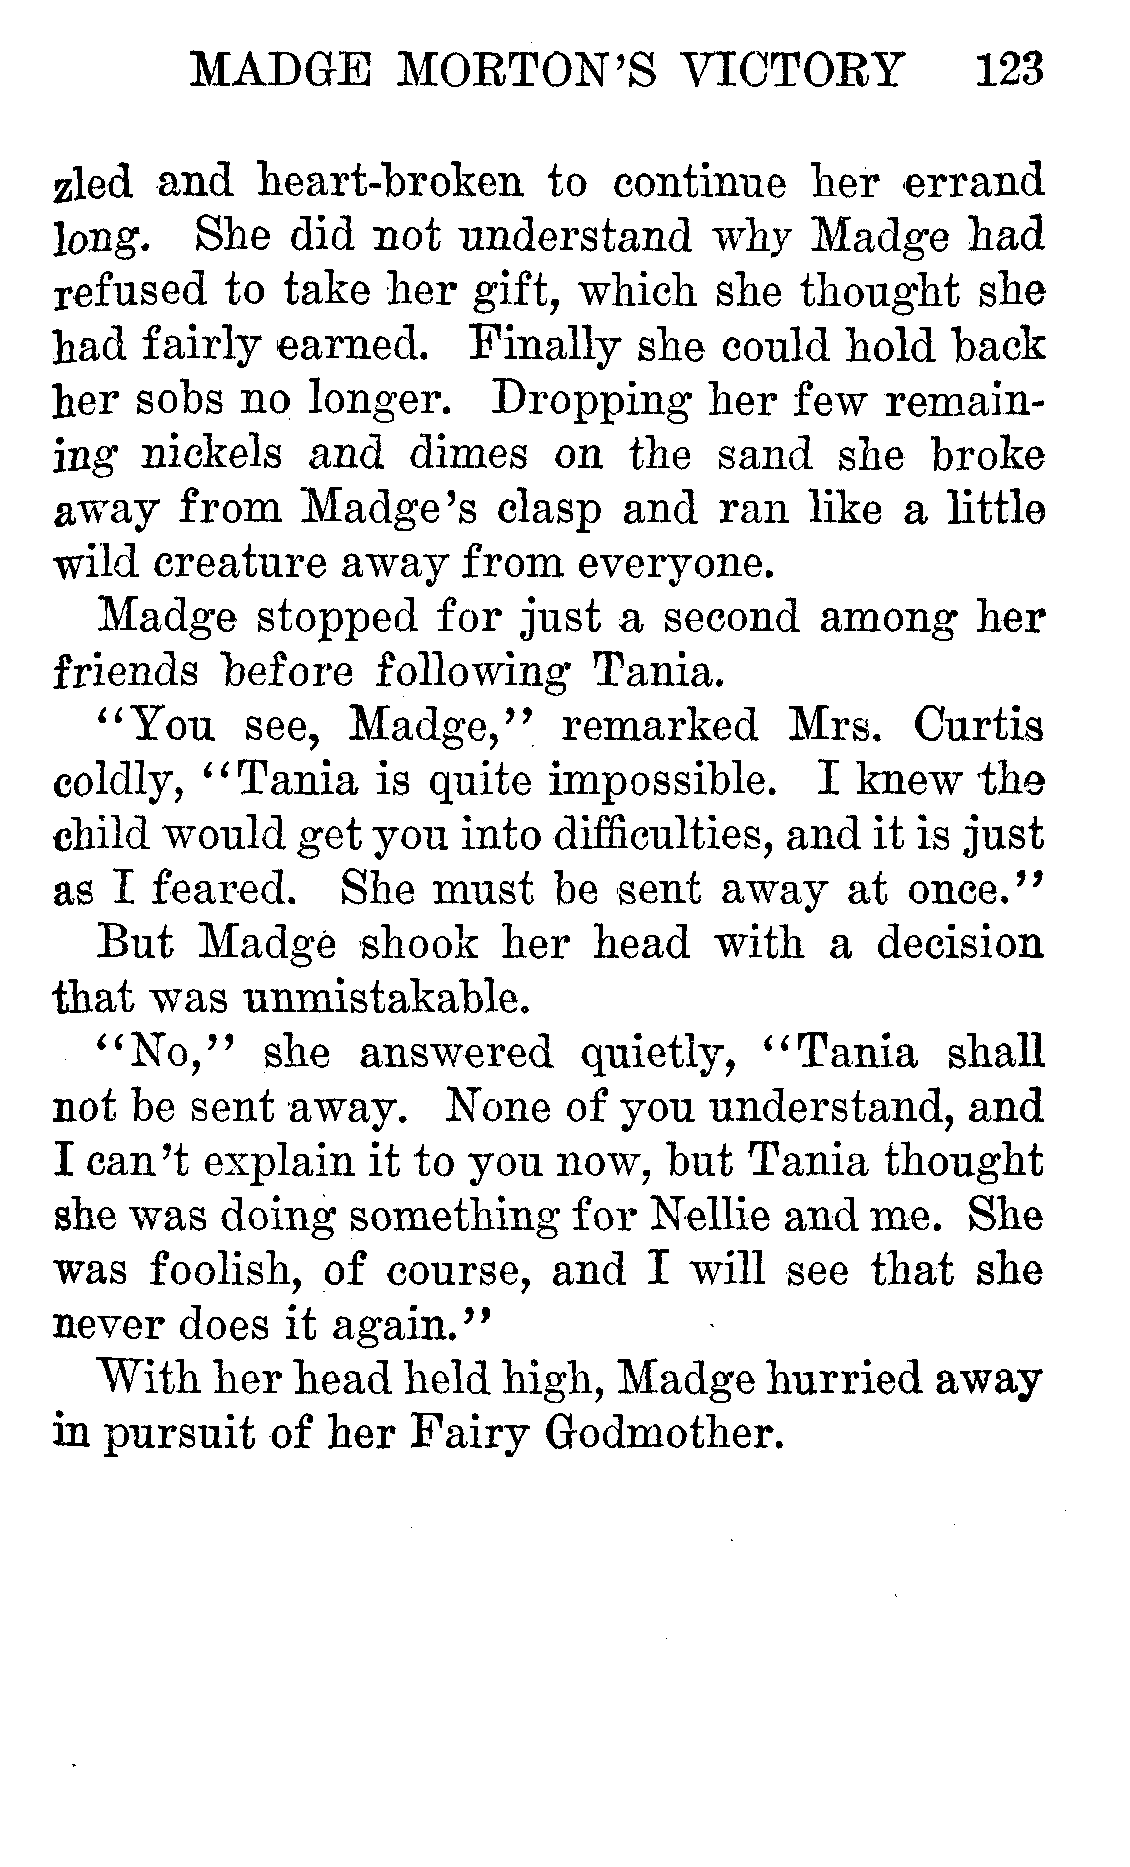 MADGE MORTON'S VICTORY 123
zled and heart-broken to continue her errand
long. She did not understand why Madge had
refused to take her gift, which she thought she
had fairly earned. Finally she could hold back
her sobs no longer. Dropping her few remain-
ing nickels and dimes on the sand she broke
away from Madge's clasp and ran like a little
wild creature away from everyone.
Madge stopped for just a second among her
friends before following Tania.
"You see, Madge," remarked Mrs. Curtis
coldly, "Tania is quite impossible. I knew the
child would get you into difficulties, and it is just
as I feared. She must be sent away at once."
But Madge shook her head with a decision
that was unmistakable.
"No," she answered quietly, "Tania shall
not be sent away. None of you understand, and
I can't explain it to you now, but Tania thought
she was doing something for Nellie and me. She
was foolish, of course, and I will see that she
never does it again."
With her head held high, Madge hurried away
in pursuit of her Fairy Godmother.